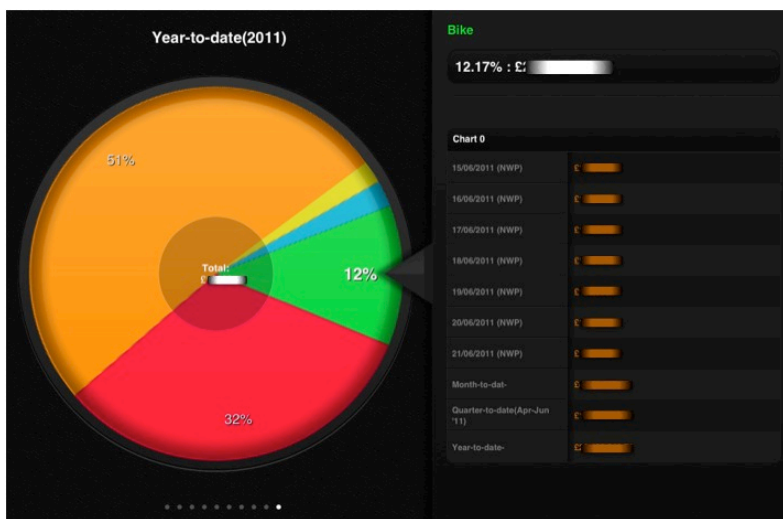 Year-to-date(2011)
51%
12%
32%
Total:
£
Bike
12.17% : £
Chart 0
15/06/2011 (NWP) £
16/06/2011 (NWP) £
17/06/2011 (NWP) £
18/06/2011 (NWP) £
19/06/2011 (NWP) £
20/06/2011 (NWP) £
21/06/2011 (NWP) £
Month-to-dat- £
Quarter-to-date(Apr-Jun £
'11)
Year-to-date- £